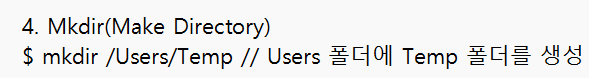 4. Mkdir(Make Directory)
$ mkdir /Users/Temp // Users 폴더에 Temp 폴더를 생성